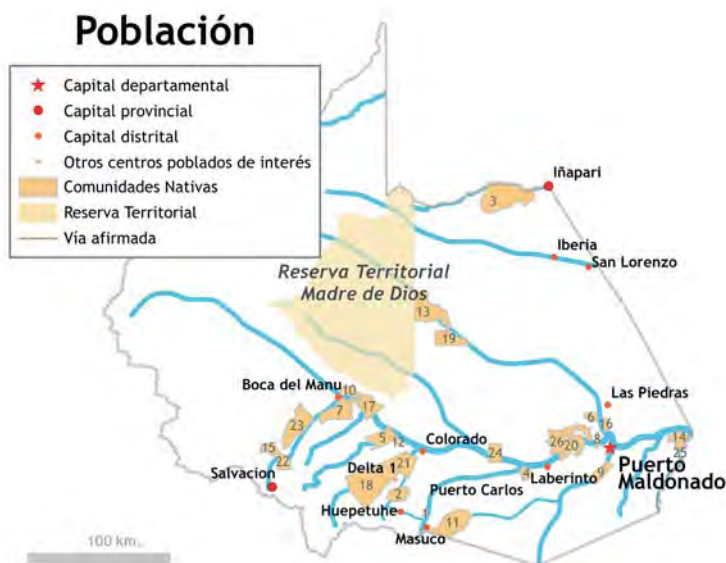 Población
Capital departamental
Capital provincial
Capital distrital
Otros centros poblados de interés
Comunidades Nativas
Reserva Territorial
Vía afirmada
Iñapari
3
Iberia
San Lorenzo
Reserva Territorial
Madre de Dios
13
19
Boca del Manu
10
7
17
23
Las Piedras
6
16
5
12
Colorado
26
20
8
14
15
22
24
25
Salvacion
Delta 1
21
4
Laberinto
9
Puerto
Maldonado
18
2
Puerto Carlos
Huepetuhe
1
11
Masuco
100 km.